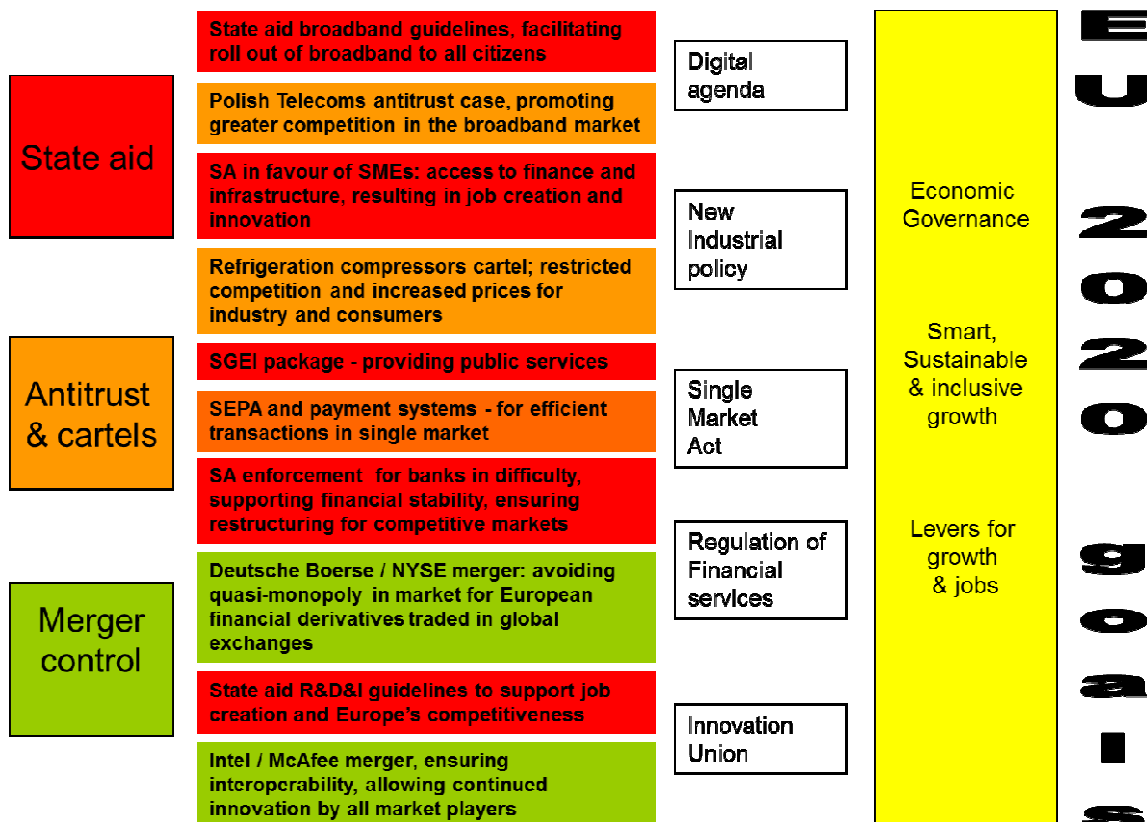 State aid
Antitrust
& cartels
Merger
control
State aid broadband guidelines, facilitating
roll out of broadband to all citizens
Polish Telecoms antitrust case, promoting
greater competition in the broadband market
SA in favour of SMEs: access to finance and
infrastructure, resulting in job creation and
innovation
Refrigeration compressors cartel; restricted
competition and increased prices for
industry and consumers
SGEI package - providing public services
SEPA and payment systems - for efficient
transactions in single market
SA enforcement for banks in difficulty,
supporting financial stability, ensuring
restructuring for competitive markets
Deutsche Boerse / NYSE merger: avoiding
quasi-monopoly in market for European
financial derivatives traded in global
exchanges
State aid R&D&I guidelines to support job
creation and Europe's competitiveness
Intel / McAfee merger, ensuring
interoperability, allowing continued
innovation by all market players
Digital
agenda
New
Industrial
policy
Single
Market
Act
Regulation of
Financial
services
Innovation
Union
Economic
Governance
Smart,
Sustainable
& inclusive
growth
Levers for
growth
& jobs
EU 2020 goals